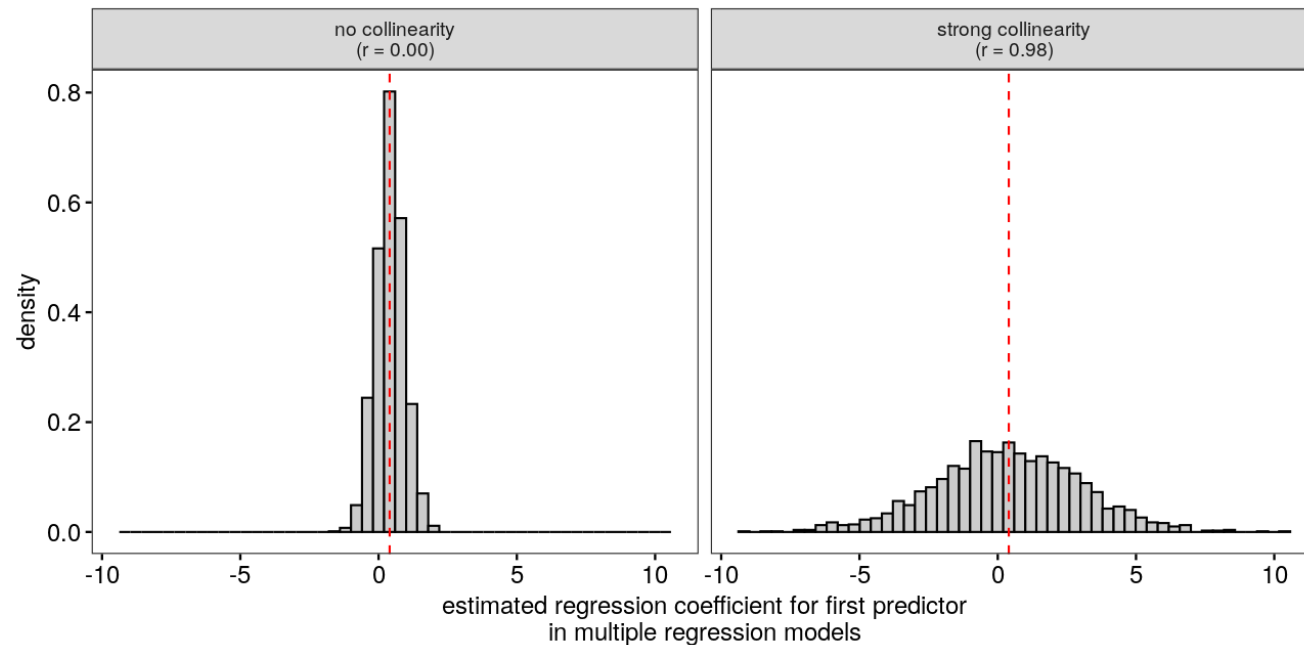 no collinearity
(r = 0.00)
strong collinearity
(r = 0.98)
density
0.8
0.6
0.4
0.2
0.0
-10 -5 0 5 10
-10 -5 0 5 10
estimated regression coefficient for first predictor
in multiple regression models